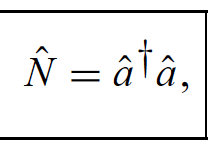 N̂ = â†â,